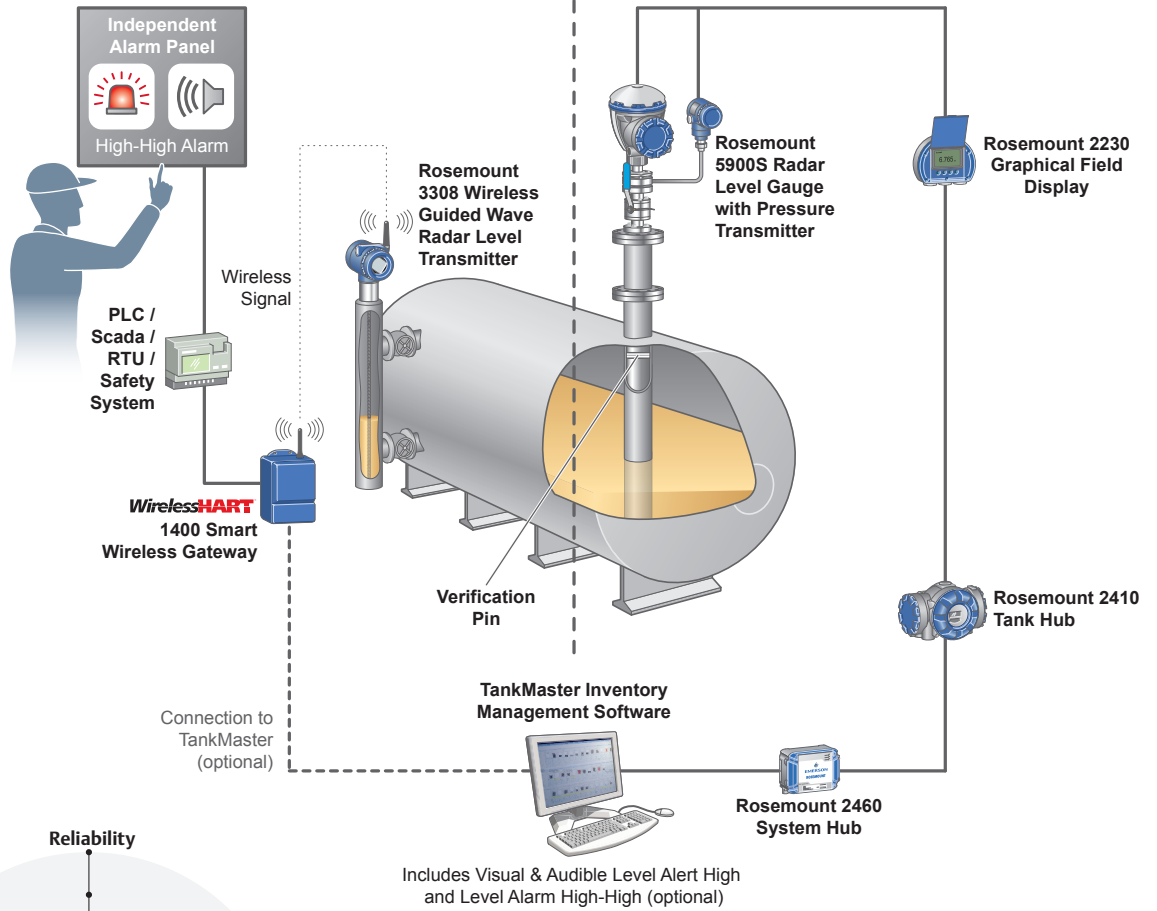 Independent
Alarm Panel
High-High Alarm
Rosemount
3308 Wireless
Guided Wave
Radar Level
Transmitter
Rosemount
5900S Radar
Level Gauge
with Pressure
Transmitter
Rosemount 2230
Graphical Field
Display
Wireless
Signal
PLC /
Scada /
RTU /
Safety
System
WirelessHART
1400 Smart
Wireless Gateway
Verification
Pin
Rosemount 2410
Tank Hub
TankMaster Inventory
Management Software
Connection to
TankMaster
(optional)
EMERSON
ROSEMOUNT
Rosemount 2460
System Hub
Includes Visual & Audible Level Alert High
and Level Alarm High-High (optional)
Reliability